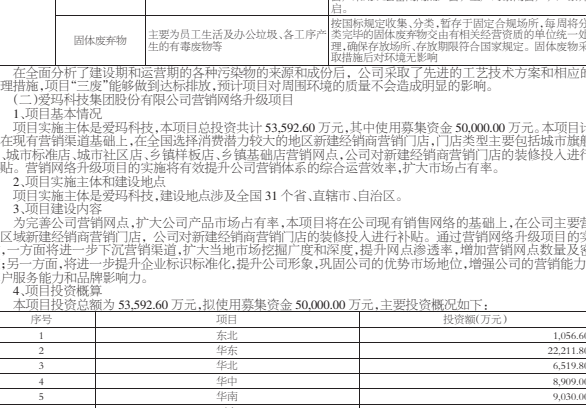 启。
固体废弃物
主要为员工生活及办公垃圾、各工序产
生的有毒废物等
按国标规定收集、分类，暂存于固定合规场所，每周将分
类完毕的固体废弃物交由有相关经营资质的单位统一处
理，确保存放场所、存放期限符合国家规定。固体废物采
取措施后对环境无影响
在全面分析了建设期和运营期的各种污染物的来源和成份后，公司采取了先进的工艺技术方案和相应的
理措施，项目“三废”能够做到达标排放，预计项目对周围环境的质量不会造成明显的影响。
(二)爱玛科技集团股份有限公司营销网络升级项目
1、项目基本情况
项目实施主体是爱玛科技，本项目总投资共计 53,592.60 万元，其中使用募集资金 50,000.00 万元。本项目计
在现有营销渠道基础上，在全国选择消费潜力较大的地区新建经销商营销门店，门店类型主要包括城市旗舰
、城市标准店、城市社区店、乡镇样板店、乡镇基础店营销网点，公司对新建经销商营销门店的装修投入进行
贴。营销网络升级项目的实施将有效提升公司营销体系的综合运营效率，扩大市场占有率。
2、项目实施主体和建设地点
项目实施主体是爱玛科技，建设地点涉及全国 31 个省、直辖市、自治区。
3、项目建设内容
为完善公司营销网点，扩大公司产品市场占有率，本项目将在公司现有销售网络的基础上，在公司主要营
区域新建经销商营销门店，公司对新建经销商营销门店的装修投入进行补贴。通过营销网络升级项目的实
，一方面将进一步下沉营销渠道，扩大当地市场挖掘广度和深度，提升网点渗透率，增加营销网点数量及密
；另一方面，将进一步提升企业标识标准化，提升公司形象，巩固公司的优势市场地位，增强公司的营销能力
户服务能力和品牌影响力。
4、项目投资概算
本项目投资总额为 53,592.60 万元，拟使用募集资金 50,000.00 万元，主要投资概况如下：
序号 项目 投资额(万元)
1 东北 1,056.60
2 华东 22,211.80
3 华北 6,519.80
4 华中 8,909.00
5 华南 9,030.00